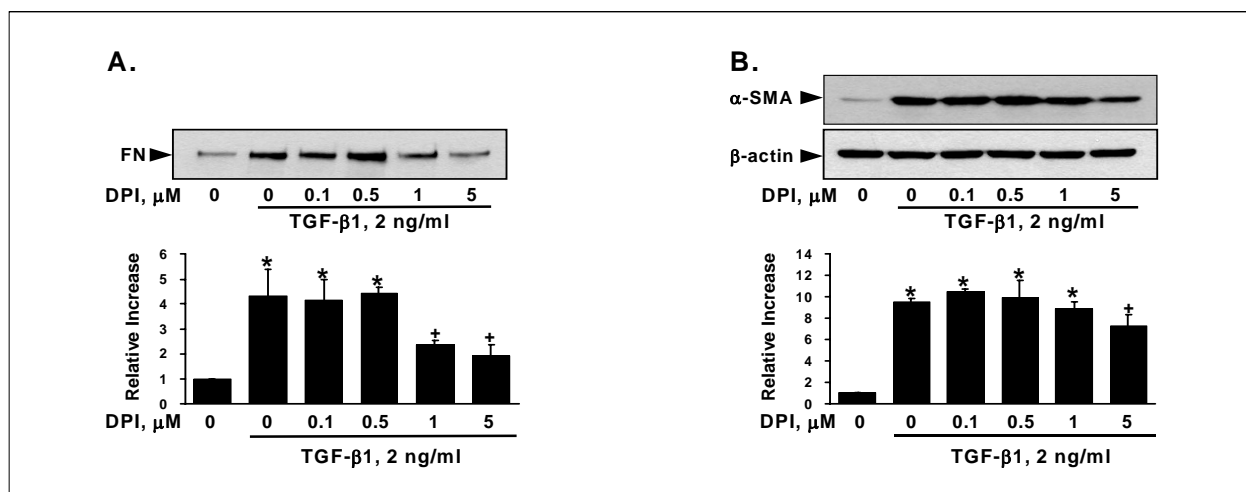 A.
FN
DPI, μM 0 0 0.1 0.5 1 5
TGF-β1, 2 ng/ml
Relative Increase
6
5
4
3
2
1
0
* * * + +
DPI, μM 0 0 0.1 0.5 1 5
TGF-β1, 2 ng/ml
B.
α-SMA
β-actin
DPI, μM 0 0 0.1 0.5 1 5
TGF-β1, 2 ng/ml
Relative Increase
14
12
10
8
6
4
2
0
* * * * +
DPI, μM 0 0 0.1 0.5 1 5
TGF-β1, 2 ng/ml